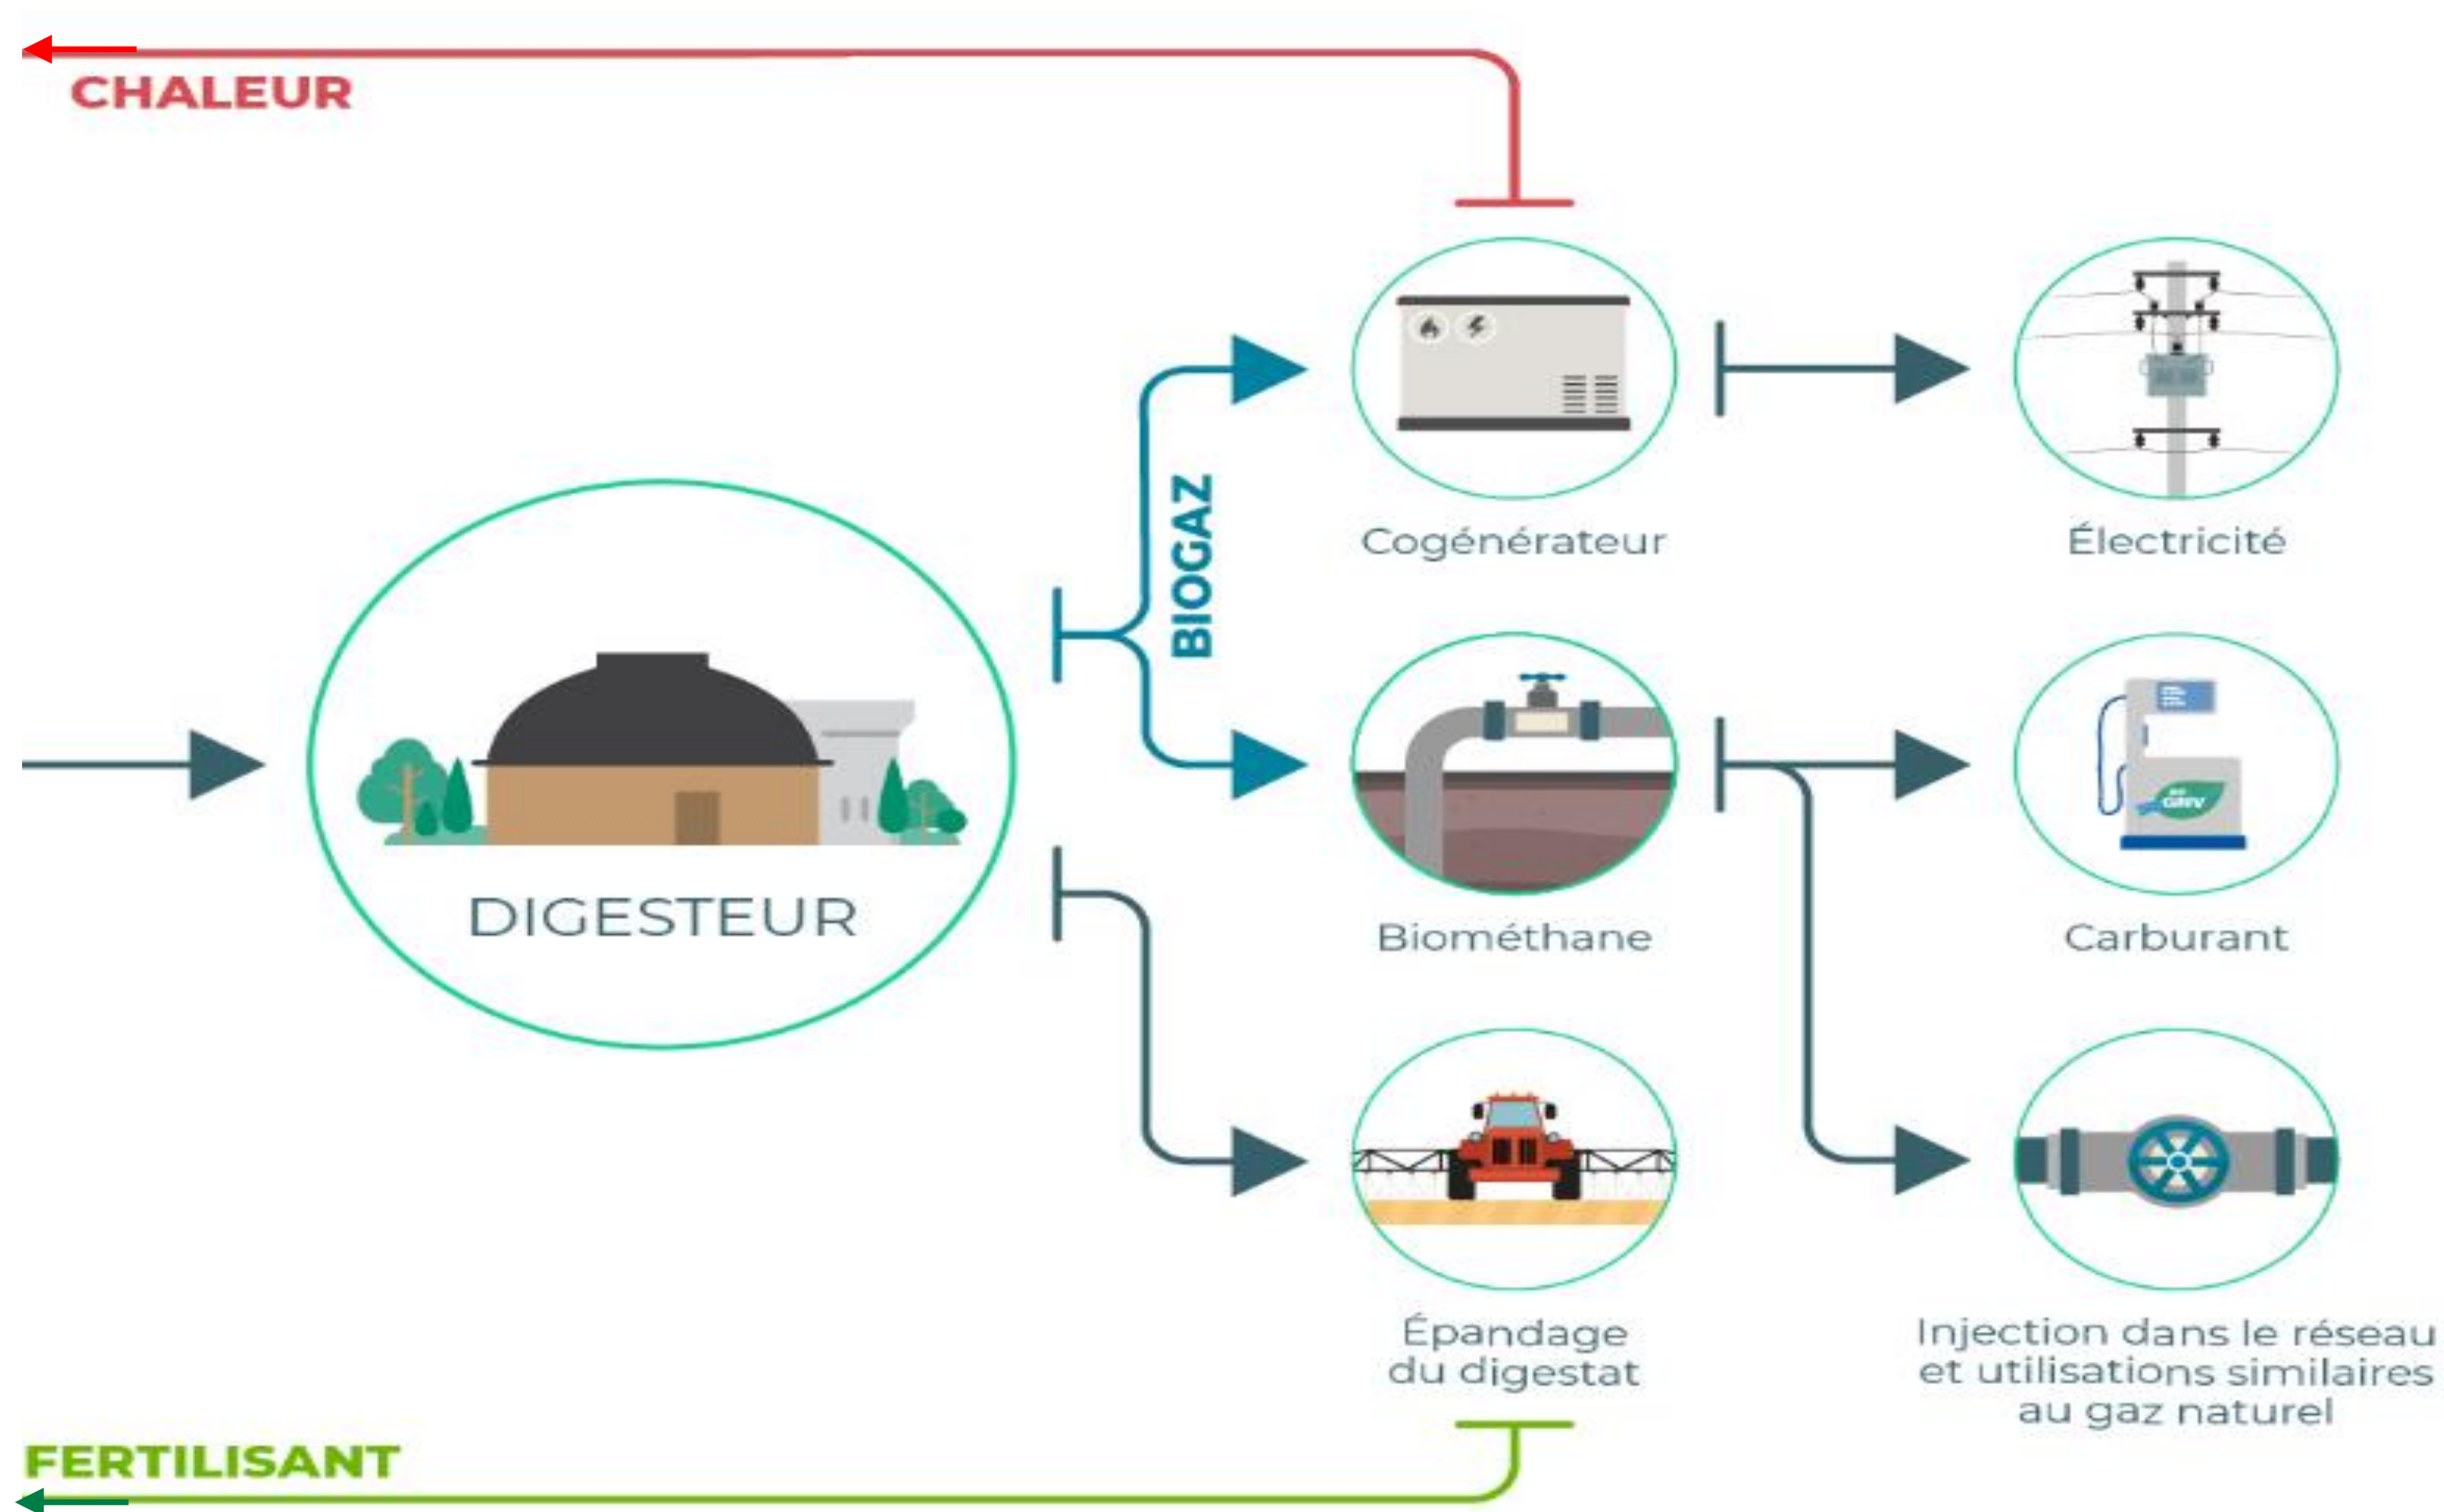 CHALEUR
BIOGAZ
Cogénérateur
Électricité
DIGESTEUR
Biométhane
GNV
Carburant
Épandage
du digestat
Injection dans le réseau
et utilisations similaires
au gaz naturel
FERTILISANT